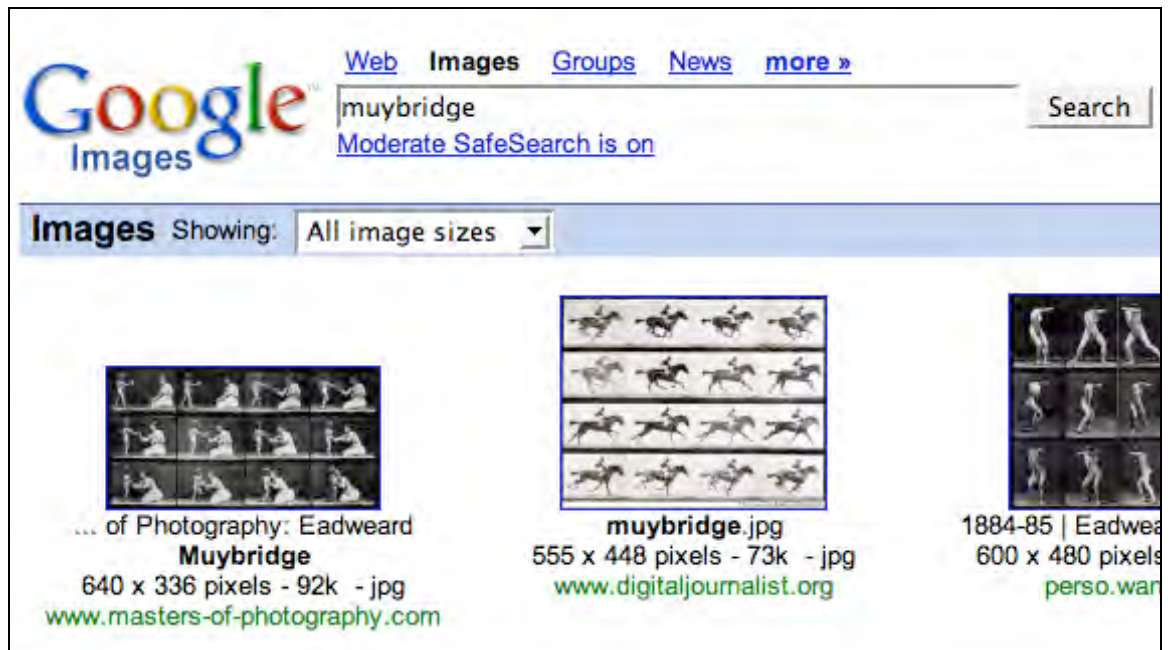 Web Images Groups News more »
Google
Images
muybridge
Search
Moderate SafeSearch is on
Images Showing: All image sizes
... of Photography: Eadweard
Muybridge
640 x 336 pixels - 92k - jpg
www.masters-of-photography.com
muybridge.jpg
555 x 448 pixels - 73k - jpg
www.digitaljournalist.org
1884-85 | Eadwea
600 x 480 pixels
perso.wan